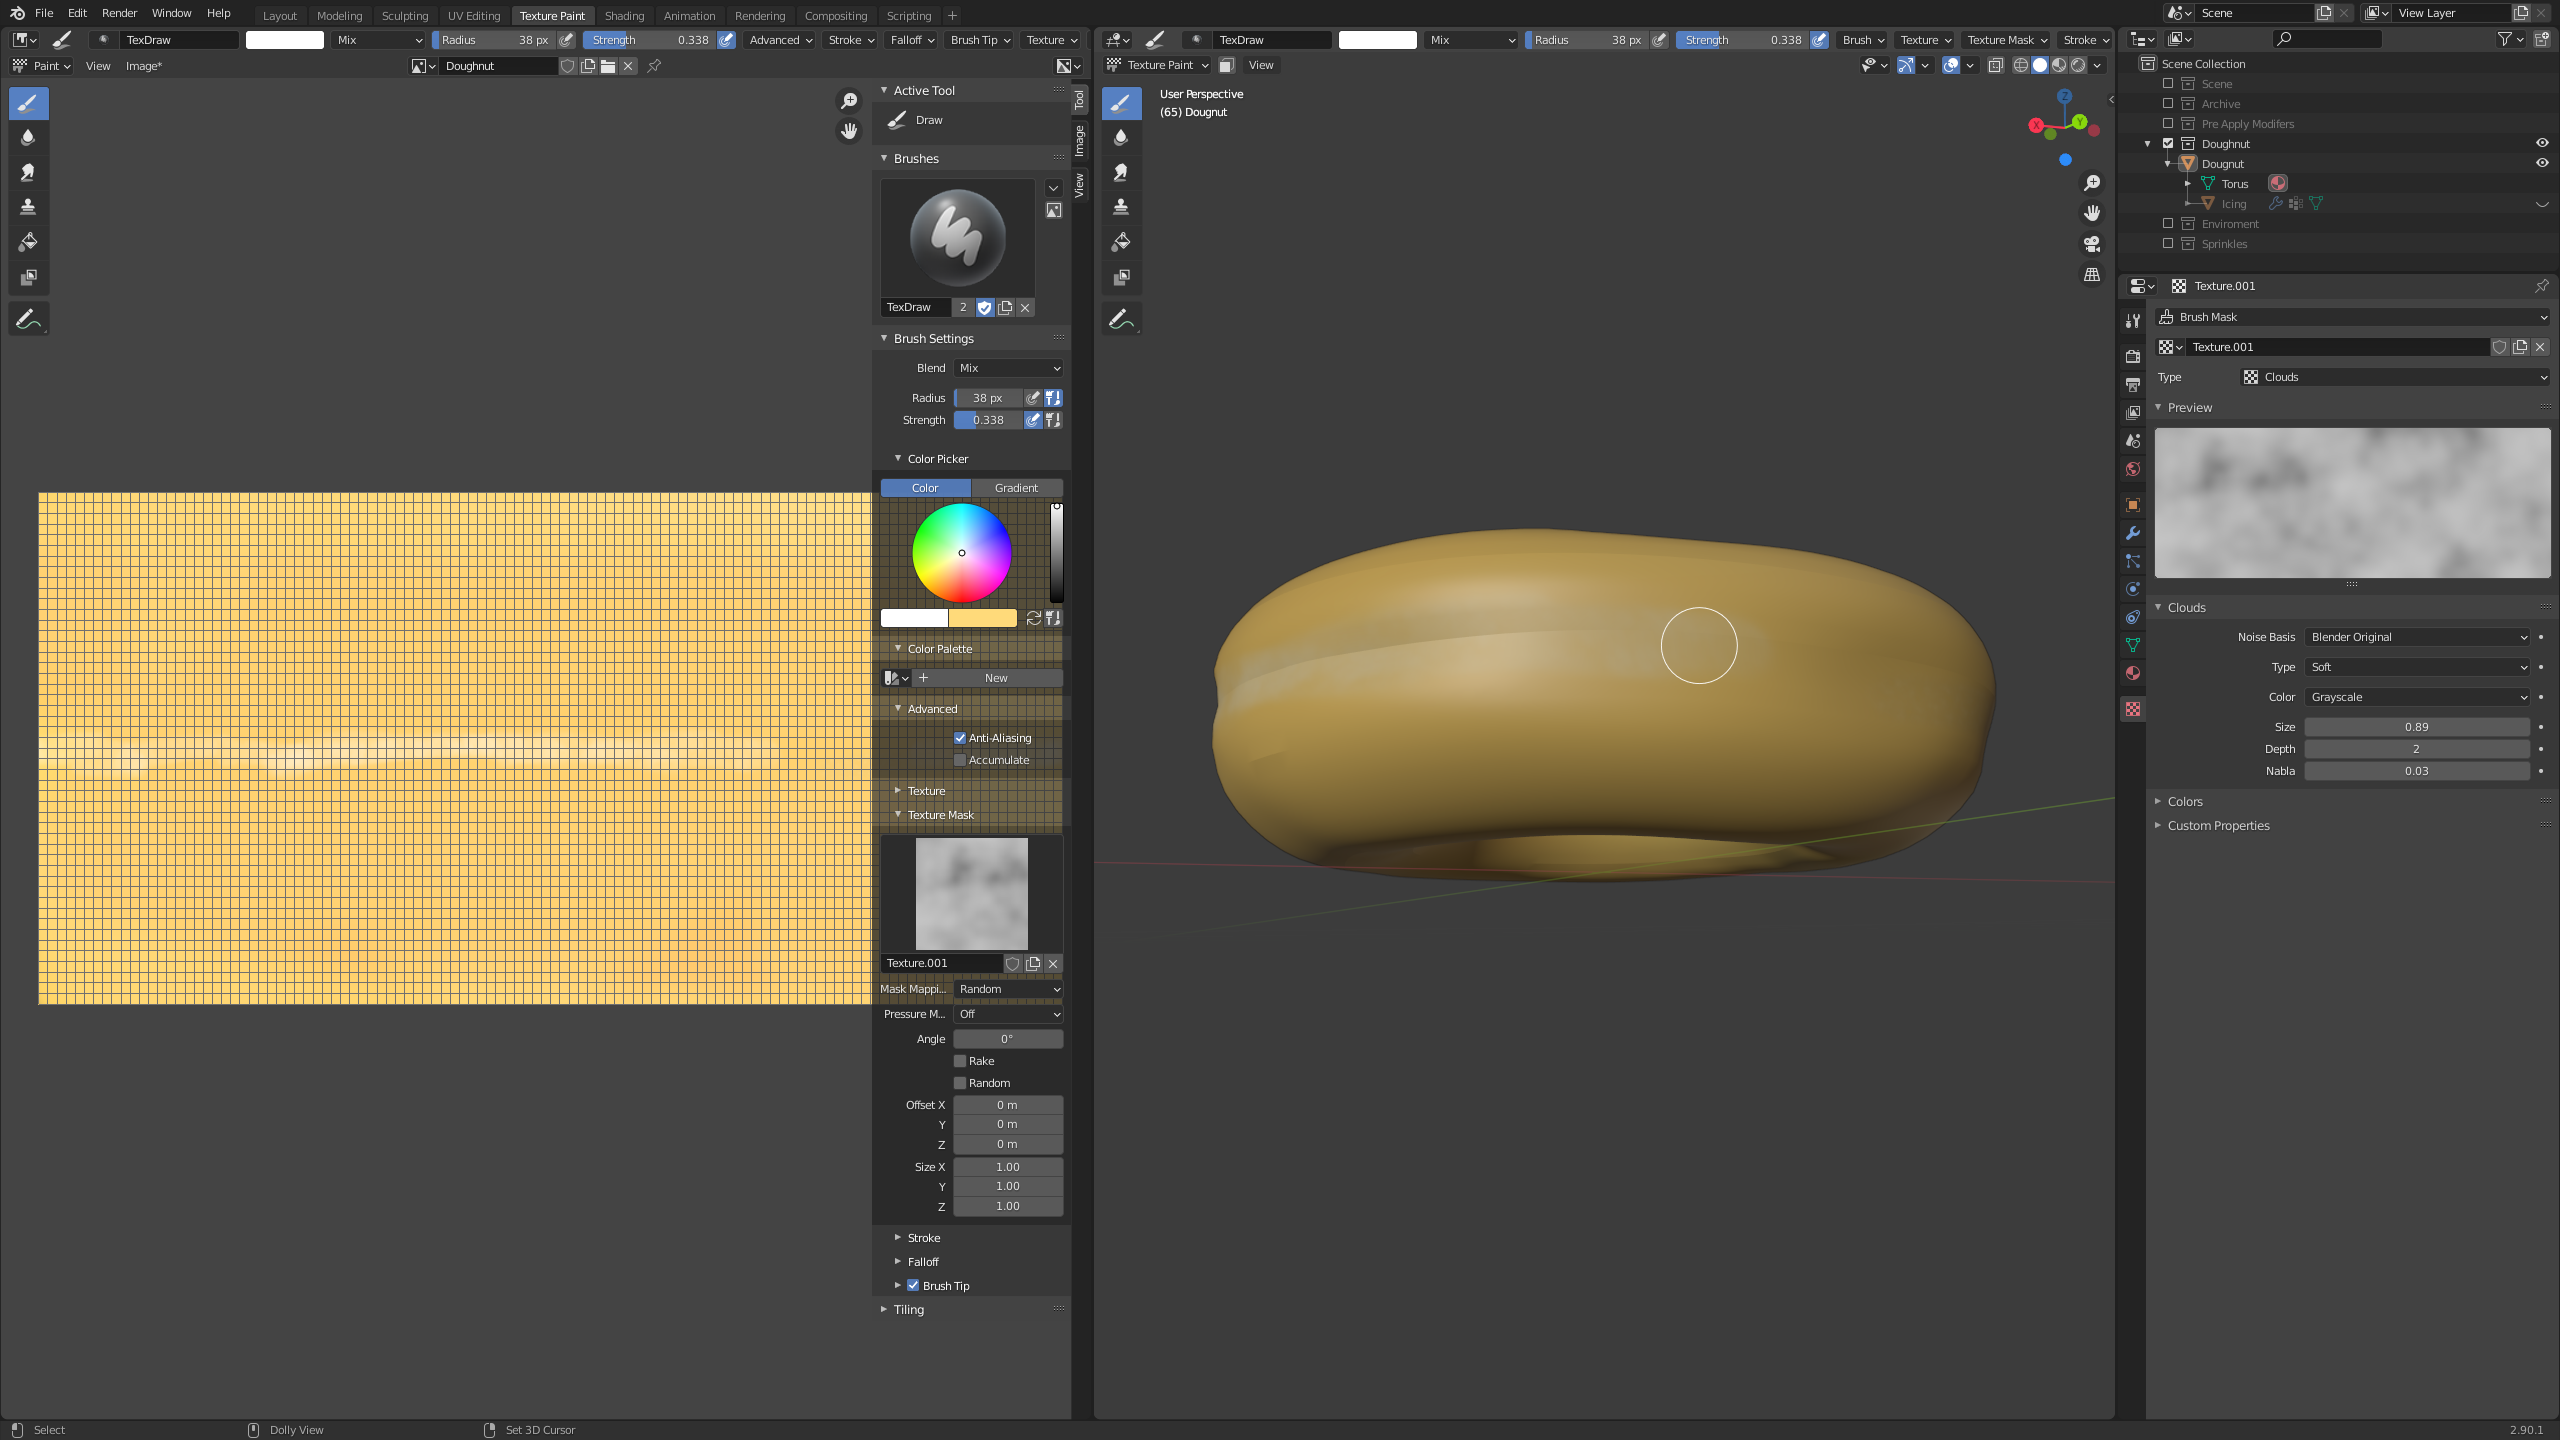 File Edit Render Window Help Layout Modeling Sculpting UV Editing Texture Paint Shading Animation Rendering Compositing Scripting + Scene View Layer
TexDraw Mix Radius 38 px Strength 0.338 Advanced Stroke Falloff Brush Tip Texture
Paint View Image* Doughnut
Active Tool
Draw
Brushes
TexDraw 2
Brush Settings
Blend Mix
Radius 38 px
Strength 0.338
Color Picker
Color Gradient
Color Palette
+ New
Advanced
Anti-Aliasing
Accumulate
Texture
Texture Mask
Texture.001
Mask Mappi... Random
Pressure M... Off
Angle 0°
Rake
Random
Offset X 0 m
Y 0 m
Z 0 m
Size X 1.00
Y 1.00
Z 1.00
Stroke
Falloff
Brush Tip
Tiling
Tool
Image
View
TexDraw Mix Radius 38 px Strength 0.338 Brush Texture Texture Mask Stroke
Texture Paint View
User Perspective
(65) Dougnut
Z
X
Y
Scene Collection
Scene
Archive
Pre Apply Modifers
Doughnut
Dougnut
Torus
Icing
Enviroment
Sprinkles
Texture.001
Brush Mask
Texture.001
Type Clouds
Preview
Clouds
Noise Basis Blender Original
Type Soft
Color Grayscale
Size 0.89
Depth 2
Nabla 0.03
Colors
Custom Properties
Select Dolly View Set 3D Cursor 2.90.1